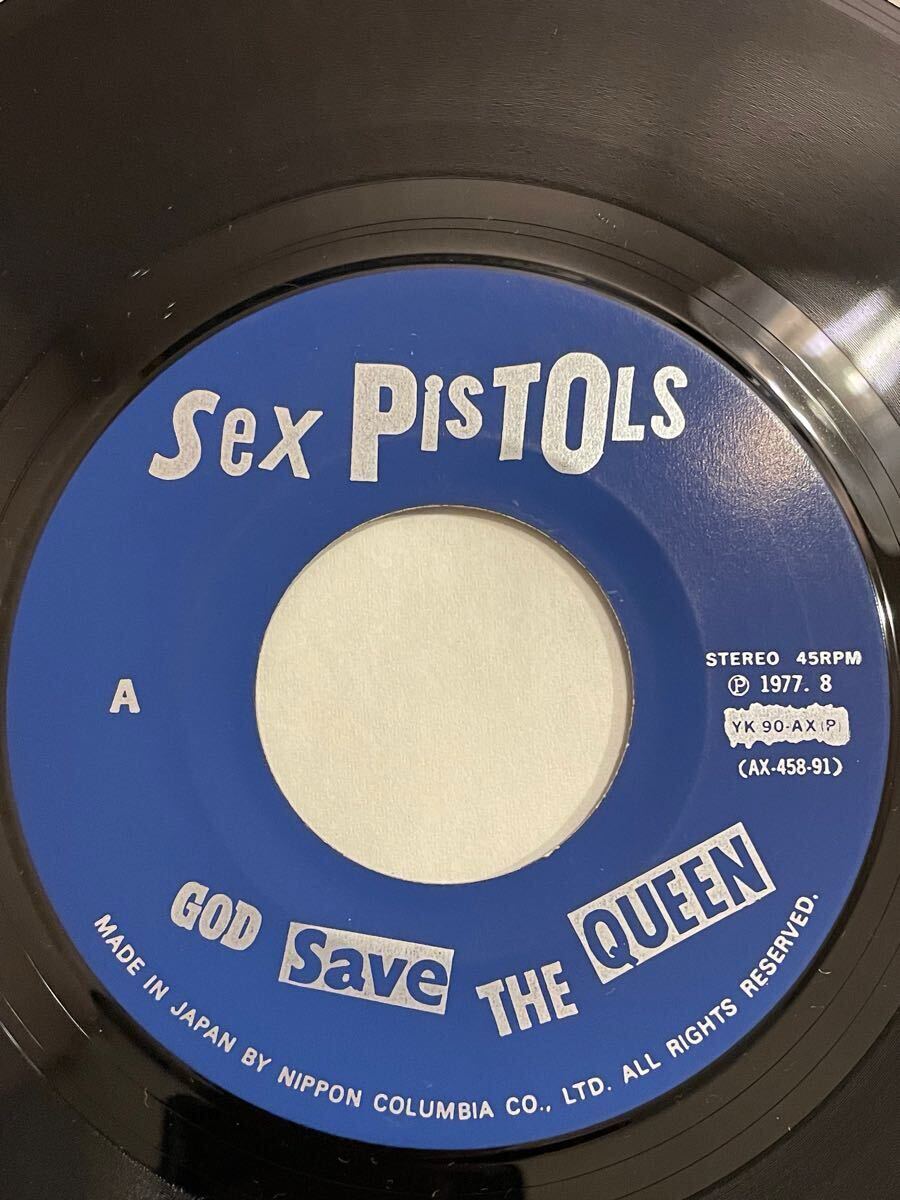 Sex PisTOLs
A
STEREO 45RPM
Ⓟ 1977. 8
YK 90-AX (P)
(AX-458-91)
GOD Save THE QUEEN
MADE IN JAPAN BY NIPPON COLUMBIA CO., LTD. ALL RIGHTS RESERVED.